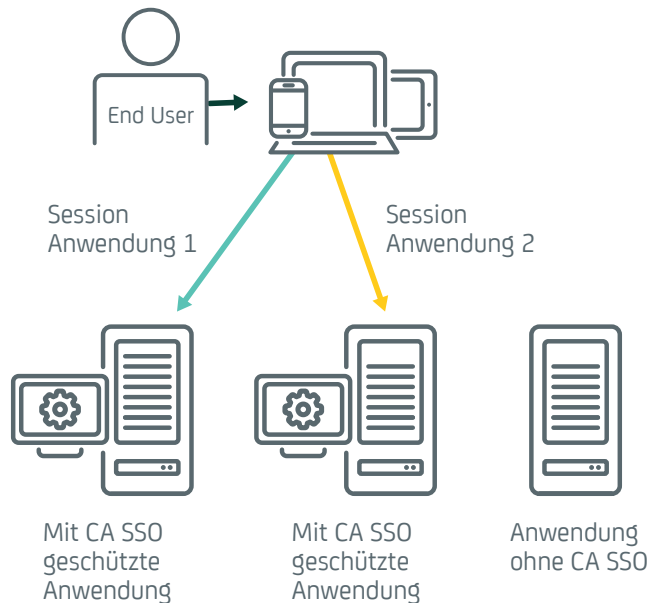 End User
Session
Anwendung 1
Session
Anwendung 2
Mit CA SSO
geschützte
Anwendung
Mit CA SSO
geschützte
Anwendung
Anwendung
ohne CA SSO